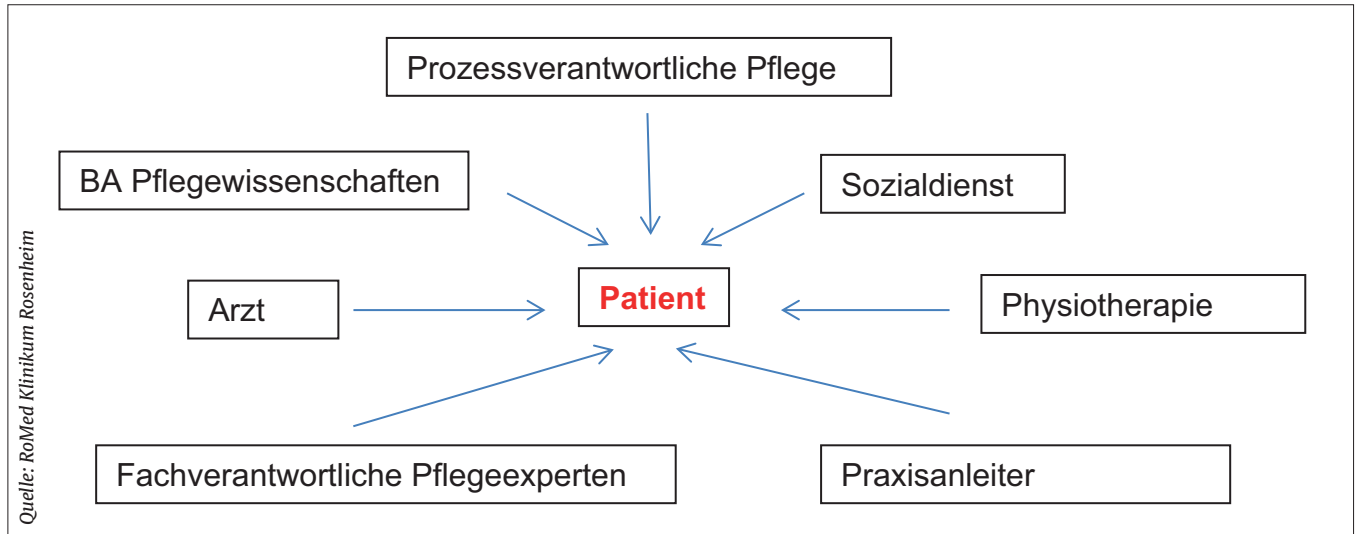 Prozessverantwortliche Pflege
BA Pflegewissenschaften
Sozialdienst
Arzt
Patient
Physiotherapie
Fachverantwortliche Pflegeexperten
Praxisanleiter
Quelle: RoMed Klinikum Rosenheim